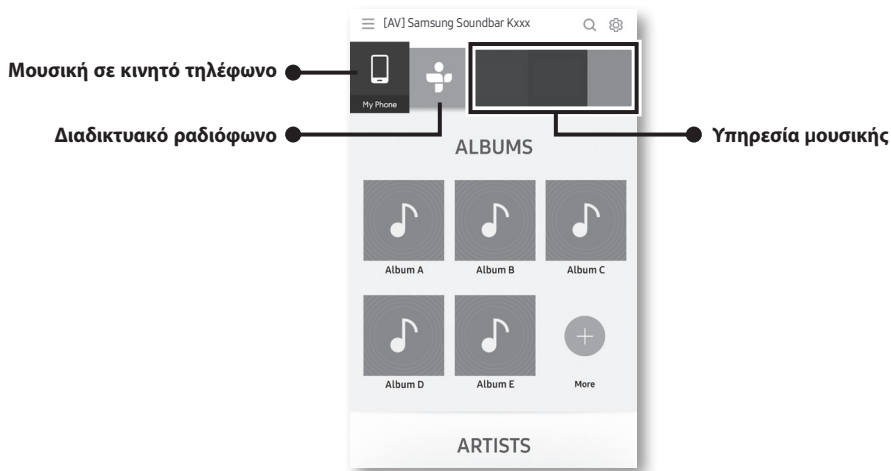 [AV] Samsung Soundbar Kxxx
Μουσική σε κινητό τηλέφωνο
My Phone
Διαδικτυακό ραδιόφωνο
Υπηρεσία μουσικής
ALBUMS
Album A Album B Album C
Album D Album E More
ARTISTS